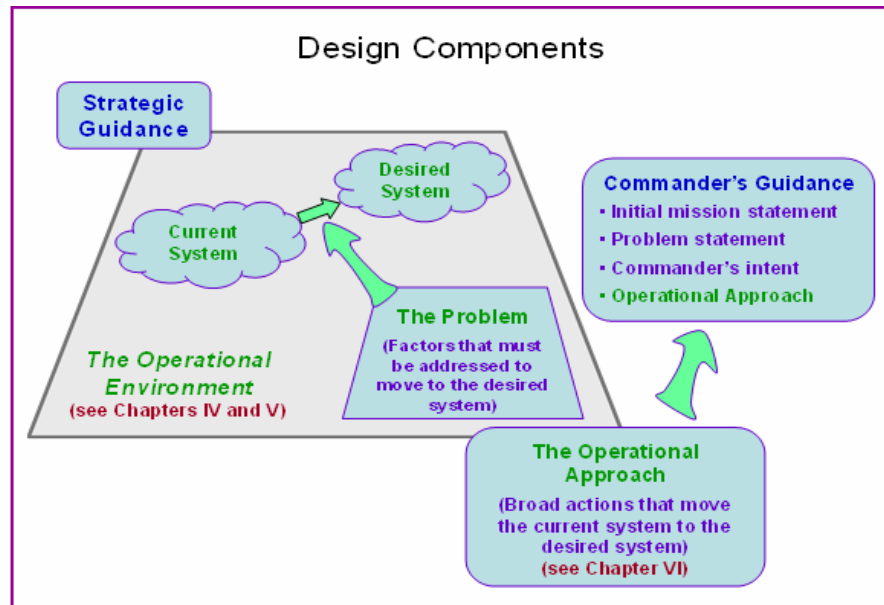 Design Components
Strategic
Guidance
Desired
System
Current
System
The Problem
(Factors that must
be addressed to
move to the desired
system)
The Operational
Environment
(see Chapters IV and V)
Commander's Guidance
• Initial mission statement
• Problem statement
• Commander's intent
• Operational Approach
The Operational
Approach
(Broad actions that move
the current system to the
desired system)
(see Chapter VI)